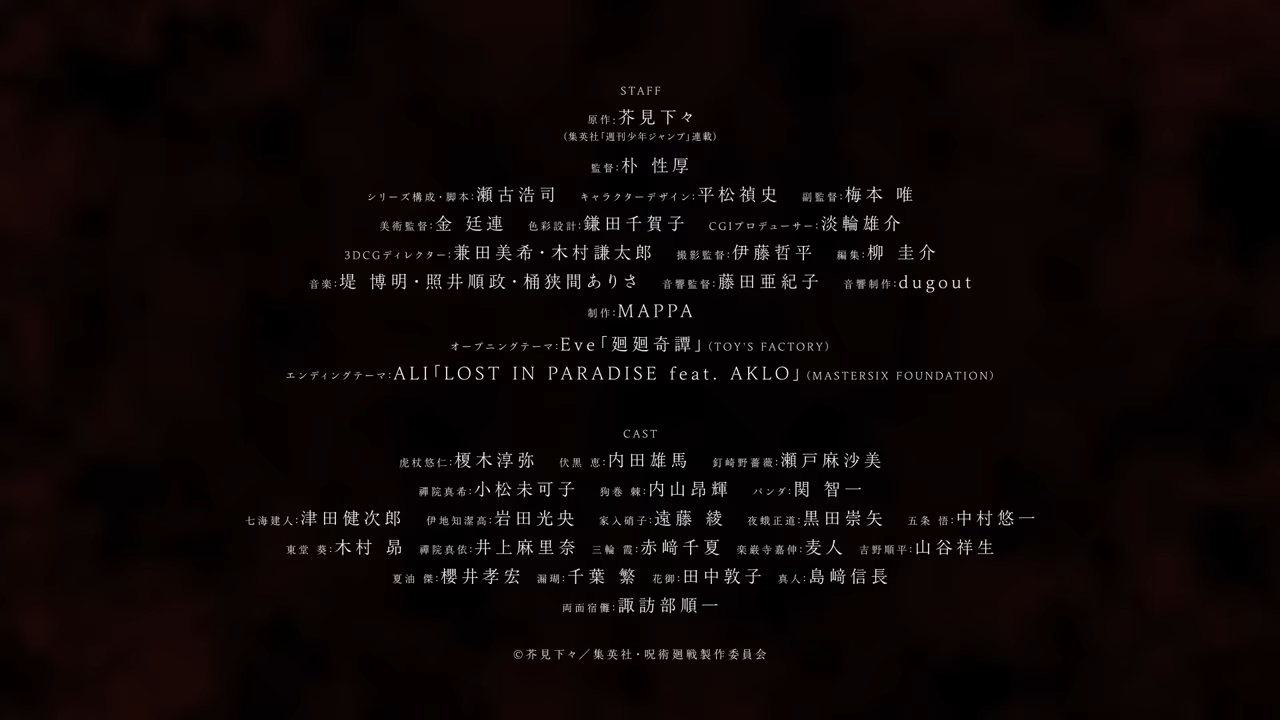 STAFF
原作:芥見下々
(集英社「週刊少年ジャンプ」連載)
監督:朴 性厚
シリーズ構成・脚本:瀬古浩司 キャラクターデザイン:平松禎史 副監督:梅本 唯
美術監督:金 廷連 色彩設計:鎌田千賀子 CGIプロデューサー:淡輪雄介
3DCGディレクター:兼田美希・木村謙太郎 撮影監督:伊藤哲平 編集:柳 圭介
音楽:堤 博明・照井順政・桶狭間ありさ 音響監督:藤田亜紀子 音響制作:dugout
制作:MAPPA
オープニングテーマ:Eve「廻廻奇譚」(TOY'S FACTORY)
エンディングテーマ:ALI「LOST IN PARADISE feat. AKLO」(MASTERSIX FOUNDATION)
CAST
虎杖悠仁:榎木淳弥 伏黒 恵:内田雄馬 釘崎野薔薇:瀬戸麻沙美
禪院真希:小松未可子 狗巻 棘:内山昂輝 パンダ:関 智一
七海建人:津田健次郎 伊地知潔高:岩田光央 家入硝子:遠藤 綾 夜蛾正道:黒田崇矢 五条 悟:中村悠一
東堂 葵:木村 昴 禪院真依:井上麻里奈 三輪 霞:赤﨑千夏 楽巌寺嘉伸:麦人 吉野順平:山谷祥生
夏油 傑:櫻井孝宏 漏瑚:千葉 繁 花御:田中敦子 真人:島﨑信長
両面宿儺:諏訪部順一
©芥見下々／集英社・呪術廻戦製作委員会